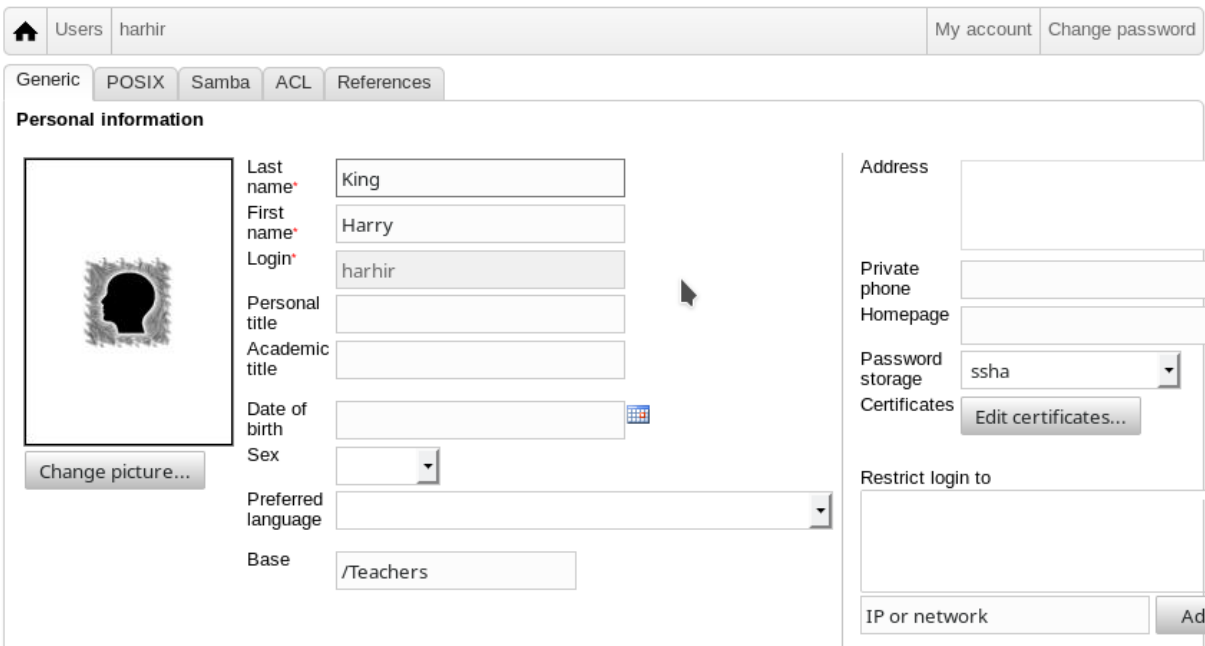 Users harhir My account Change password
Generic POSIX Samba ACL References
Personal information
Last
name*
King
First
name*
Harry
Login*
harhir
Personal
title
Academic
title
Date of
birth
Sex
Preferred
language
Base
/Teachers
Change picture...
Address
Private
phone
Homepage
Password
storage
ssha
Certificates
Edit certificates...
Restrict login to
IP or network
Ad